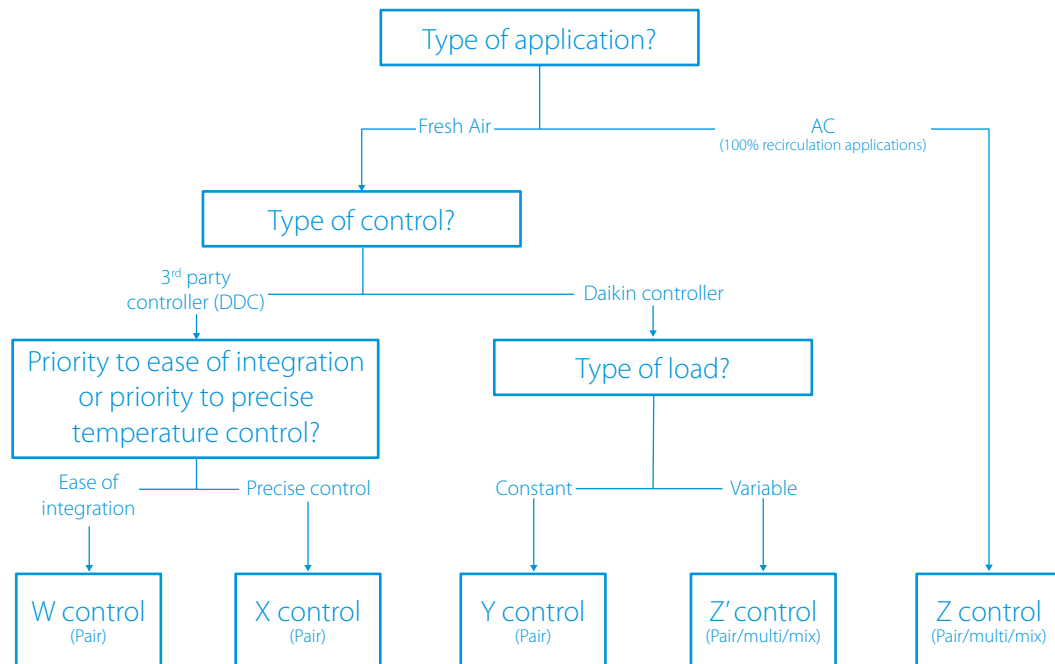 Type of application?
Fresh Air
AC
(100% recirculation applications)
Type of control?
3rd party
controller (DDC)
Daikin controller
Priority to ease of integration
or priority to precise
temperature control?
Type of load?
Ease of
integration
Precise control
Constant
Variable
W control
(Pair)
X control
(Pair)
Y control
(Pair)
Z’ control
(Pair/multi/mix)
Z control
(Pair/multi/mix)